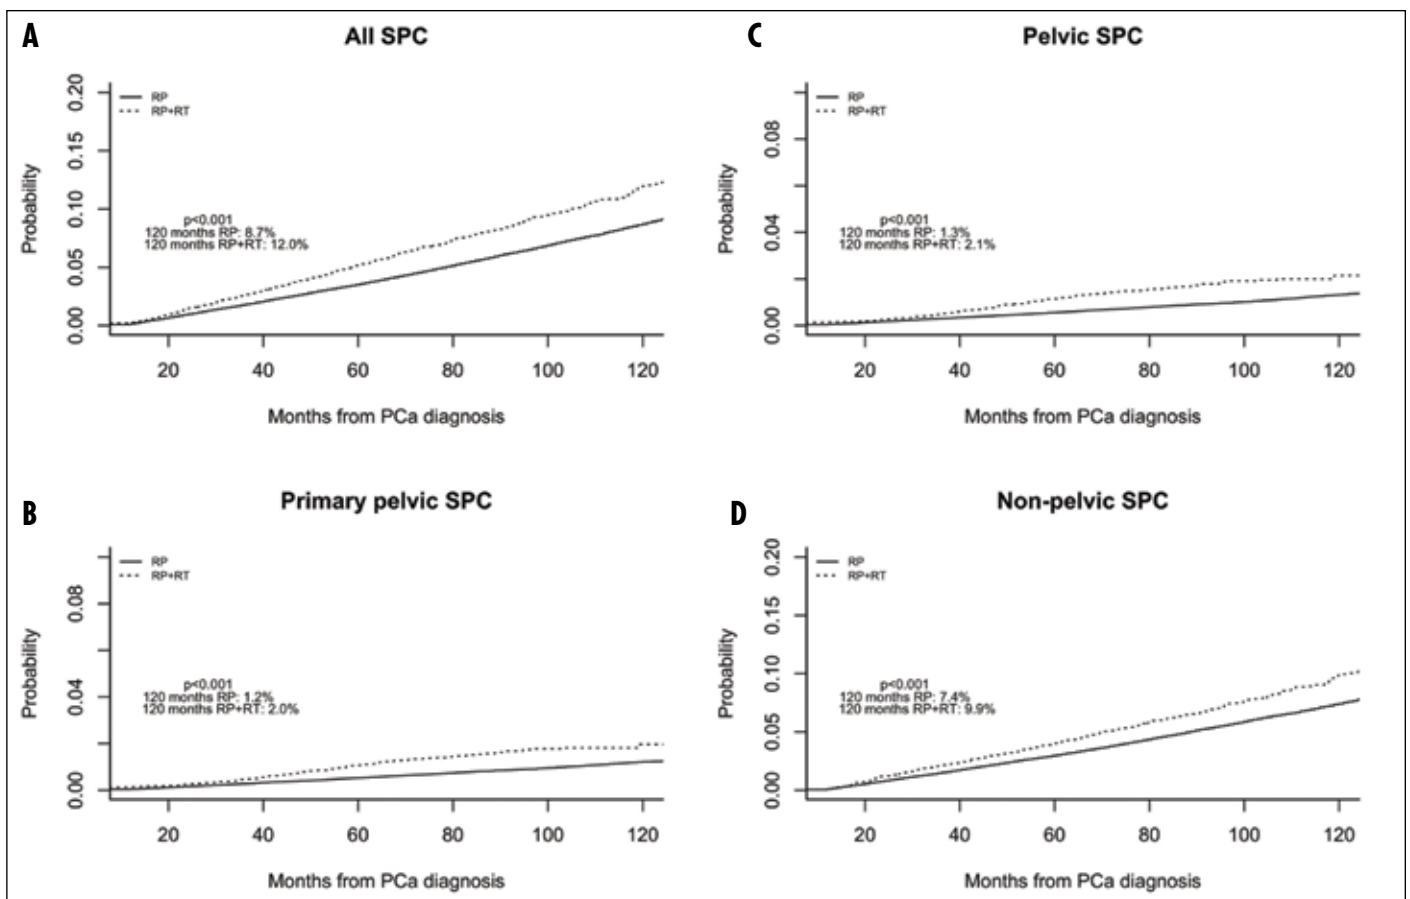 A
All SPC
0.20
0.15
0.10
0.05
0.00
Probability
RP
RP+RT
p<0.001
120 months RP: 8.7%
120 months RP+RT: 12.0%
20 40 60 80 100 120
Months from PCa diagnosis
C
Pelvic SPC
0.08
0.04
0.00
Probability
RP
RP+RT
p<0.001
120 months RP: 1.3%
120 months RP+RT: 2.1%
20 40 60 80 100 120
Months from PCa diagnosis
B
Primary pelvic SPC
0.08
0.04
0.00
Probability
RP
RP+RT
p<0.001
120 months RP: 1.2%
120 months RP+RT: 2.0%
20 40 60 80 100 120
Months from PCa diagnosis
D
Non-pelvic SPC
0.20
0.15
0.10
0.05
0.00
Probability
RP
RP+RT
p<0.001
120 months RP: 7.4%
120 months RP+RT: 9.9%
20 40 60 80 100 120
Months from PCa diagnosis